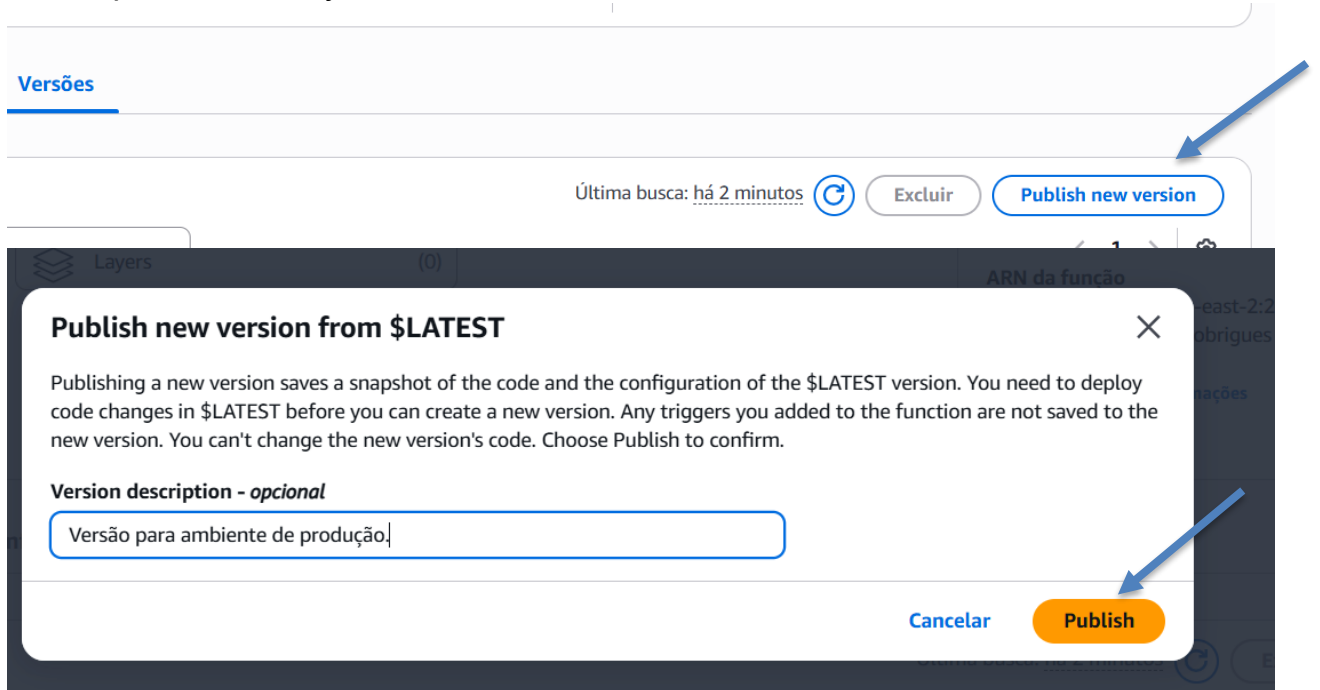 Versões
Última busca: há 2 minutos Excluir Publish new version
1
Layers (0)
ARN da função
-east-2:2
obrigues
mações
Publish new version from $LATEST
Publishing a new version saves a snapshot of the code and the configuration of the $LATEST version. You need to deploy
code changes in $LATEST before you can create a new version. Any triggers you added to the function are not saved to the
new version. You can't change the new version's code. Choose Publish to confirm.
Version description - opcional
Versão para ambiente de produção.
Cancelar Publish